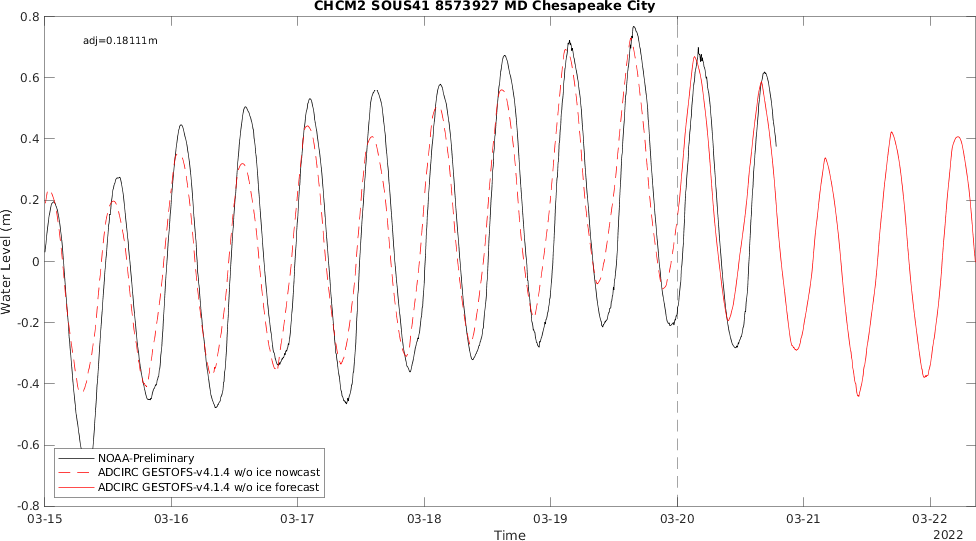 CHCM2 SOUS41 8573927 MD Chesapeake City
adj=0.18111m
0.8
0.6
0.4
0.2
0
-0.2
-0.4
-0.6
-0.8
Water Level (m)
NOAA-Preliminary
ADCIRC GESTOFS-v4.1.4 w/o ice nowcast
ADCIRC GESTOFS-v4.1.4 w/o ice forecast
03-15 03-16 03-17 03-18 03-19 03-20 03-21 03-22
Time
2022